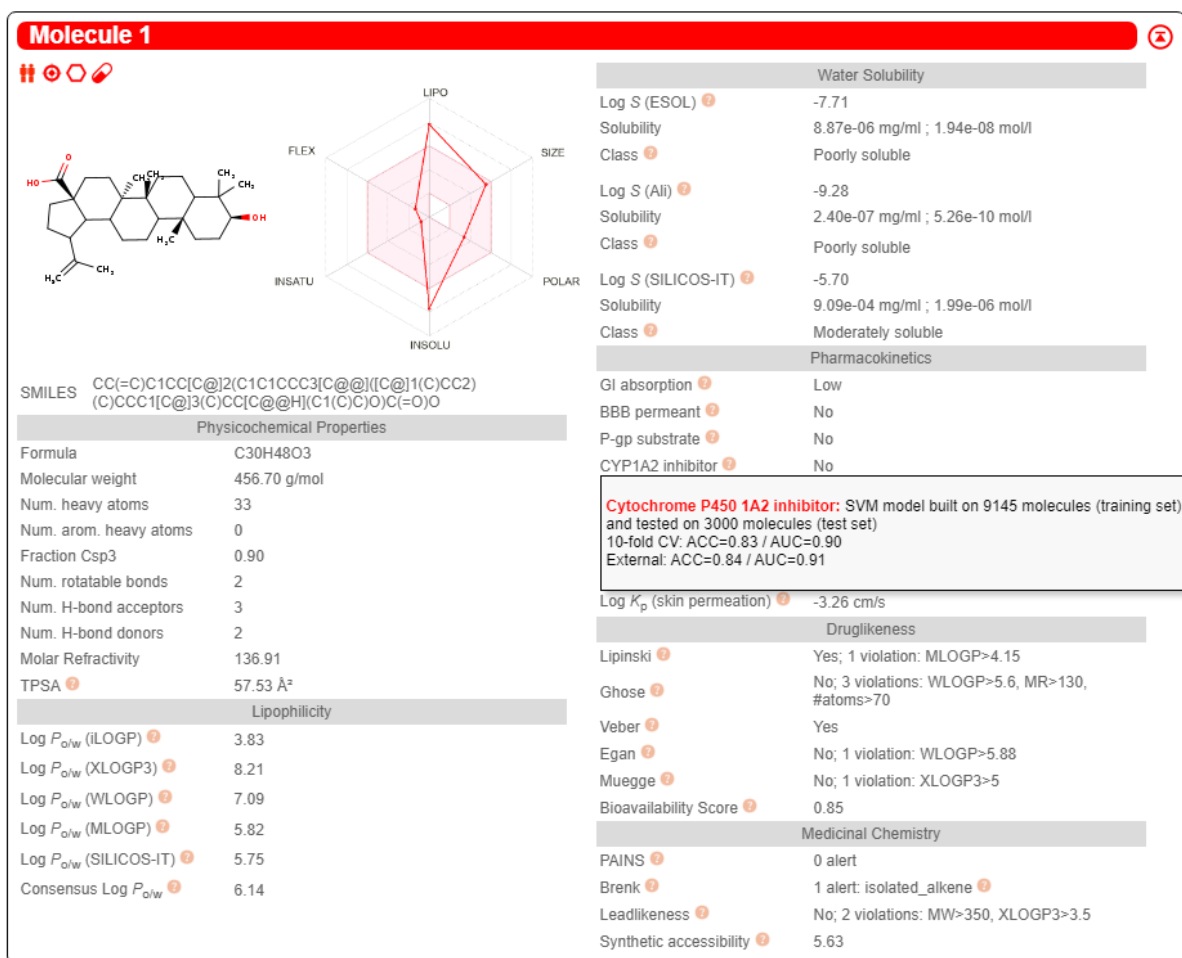 Molecule 1
LIPO
FLEX
SIZE
INSATU
POLAR
INSOLU
HO
O
CH₃
CH₃
CH₃
CH₃
OH
H₃C
H₂C
CH₃
SMILES CC(=C)C1CC[C@]2(C1C1CCC3[C@@]([C@]1(C)CC2)
(C)CCC1[C@]3(C)CC[C@@H](C1(C)C)O)C(=O)O
Physicochemical Properties
Formula C30H48O3
Molecular weight 456.70 g/mol
Num. heavy atoms 33
Num. arom. heavy atoms 0
Fraction Csp3 0.90
Num. rotatable bonds 2
Num. H-bond acceptors 3
Num. H-bond donors 2
Molar Refractivity 136.91
TPSA ? 57.53 Å²
Lipophilicity
Log Po/w (iLOGP) ? 3.83
Log Po/w (XLOGP3) ? 8.21
Log Po/w (WLOGP) ? 7.09
Log Po/w (MLOGP) ? 5.82
Log Po/w (SILICOS-IT) ? 5.75
Consensus Log Po/w ? 6.14
Water Solubility
Log S (ESOL) ? -7.71
Solubility 8.87e-06 mg/ml ; 1.94e-08 mol/l
Class ? Poorly soluble
Log S (Ali) ? -9.28
Solubility 2.40e-07 mg/ml ; 5.26e-10 mol/l
Class ? Poorly soluble
Log S (SILICOS-IT) ? -5.70
Solubility 9.09e-04 mg/ml ; 1.99e-06 mol/l
Class ? Moderately soluble
Pharmacokinetics
GI absorption ? Low
BBB permeant ? No
P-gp substrate ? No
CYP1A2 inhibitor ? No
Cytochrome P450 1A2 inhibitor: SVM model built on 9145 molecules (training set)
and tested on 3000 molecules (test set)
10-fold CV: ACC=0.83 / AUC=0.90
External: ACC=0.84 / AUC=0.91
Log Kp (skin permeation) ? -3.26 cm/s
Druglikeness
Lipinski ? Yes; 1 violation: MLOGP>4.15
Ghose ? No; 3 violations: WLOGP>5.6, MR>130,
#atoms>70
Veber ? Yes
Egan ? No; 1 violation: WLOGP>5.88
Muegge ? No; 1 violation: XLOGP3>5
Bioavailability Score ? 0.85
Medicinal Chemistry
PAINS ? 0 alert
Brenk ? 1 alert: isolated_alkene ?
Leadlikeness ? No; 2 violations: MW>350, XLOGP3>3.5
Synthetic accessibility ? 5.63